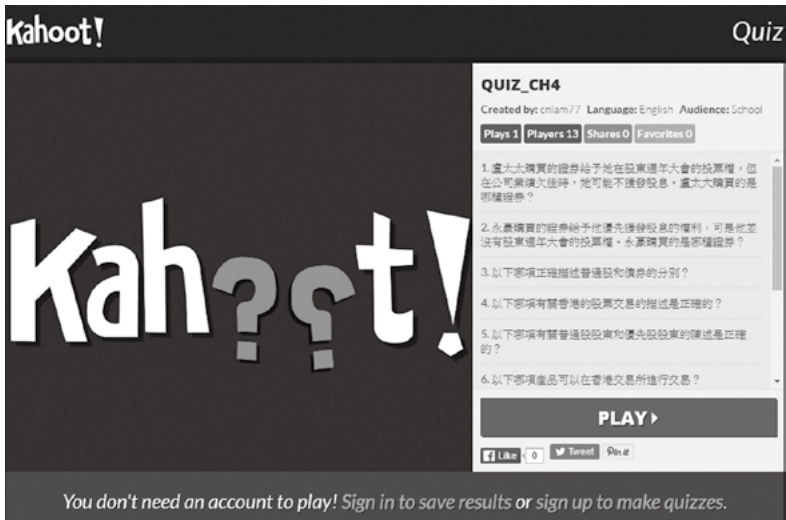 Kahoot!
Quiz
Kah??t!
QUIZ_CH4
Created by: cnlam77 Language: English Audience: School
Plays 1 Players 13 Shares 0 Favorites 0
1. 盧太太購買的證券給予她在股東週年大會的投票權，但
在公司業績欠佳時，她可能不獲發股息。盧太太購買的是
哪種證券？
2. 永豪購買的證券給予他優先獲發股息的權利，可是他並
沒有股東週年大會的投票權。永豪購買的是哪種證券？
3. 以下哪項正確描述普通股和債券的分別？
4. 以下哪項有關香港的股票交易的描述是正確的？
5. 以下哪項有關普通股股東和優先股股東的陳述是正確
的？
6. 以下哪項產品可以在香港交易所進行交易？
PLAY
Like 0 Tweet Pin it
You don't need an account to play! Sign in to save results or sign up to make quizzes.